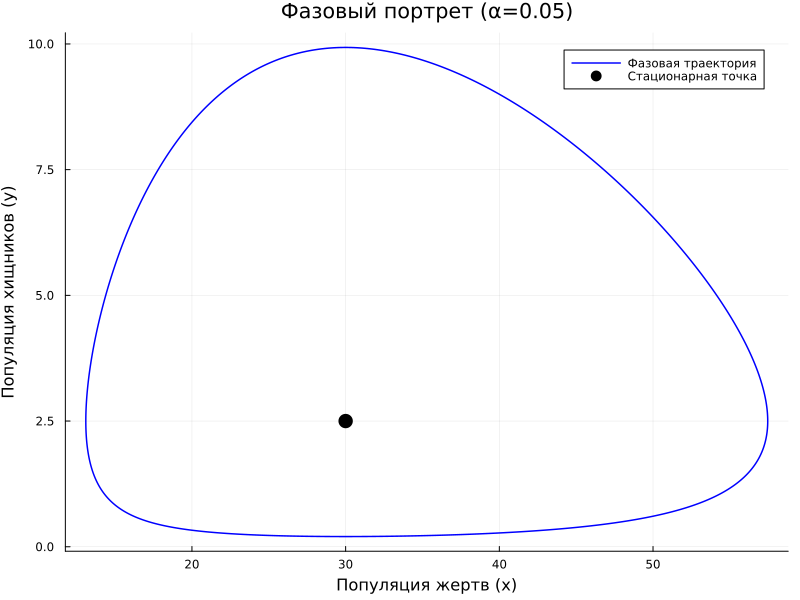 Фазовый портрет (α=0.05)
Фазовая траектория
Стационарная точка
Популяция хищников (y)
10.0
7.5
5.0
2.5
0.0
20
30
40
50
Популяция жертв (x)